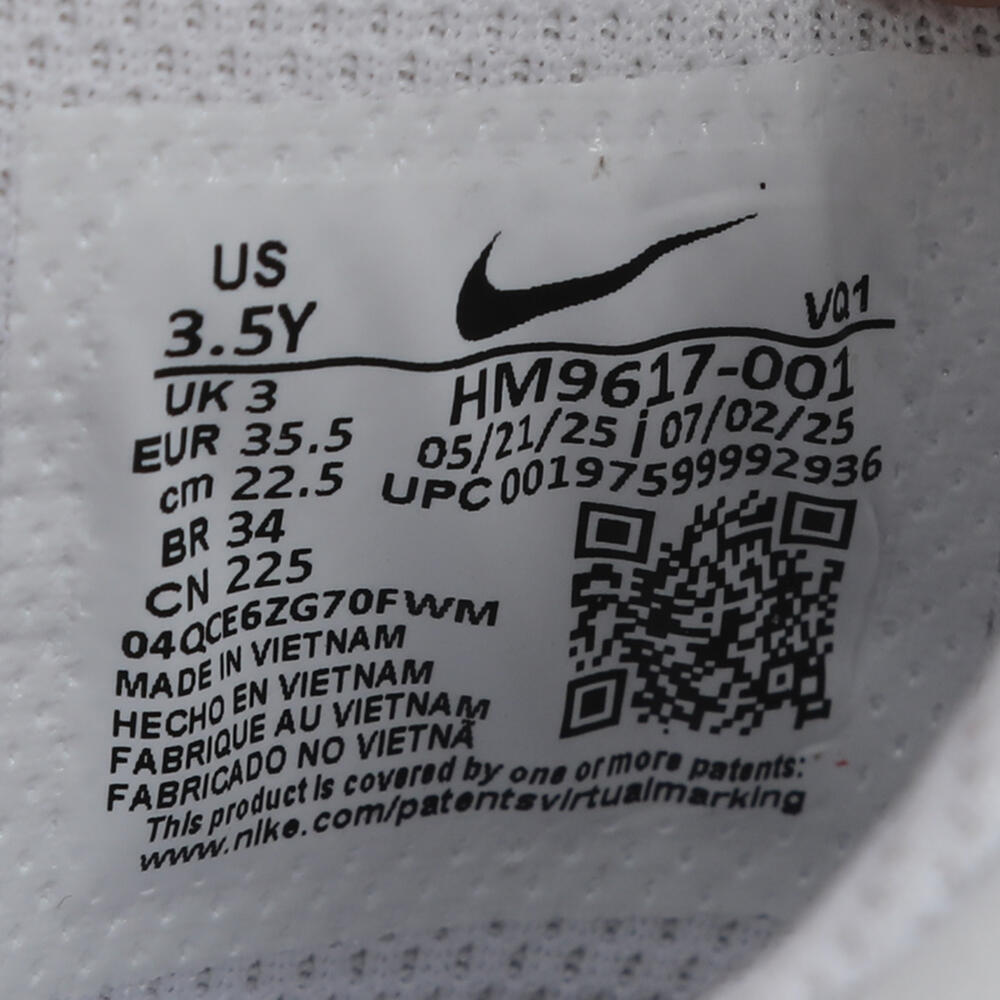 US
3.5Y
VQ1
UK 3
EUR 35.5
cm 22.5
BR 34
CN 225
HM9617-001
05/21/25 j 07/02/25
UPC 00197599992936
04QCE6ZG70FWM
MADE IN VIETNAM
HECHO EN VIETNAM
FABRIQUE AU VIETNAM
FABRICADO NO VIETNÃ
This product is covered by one or more patents:
www.nike.com/patentsvirtualmarking